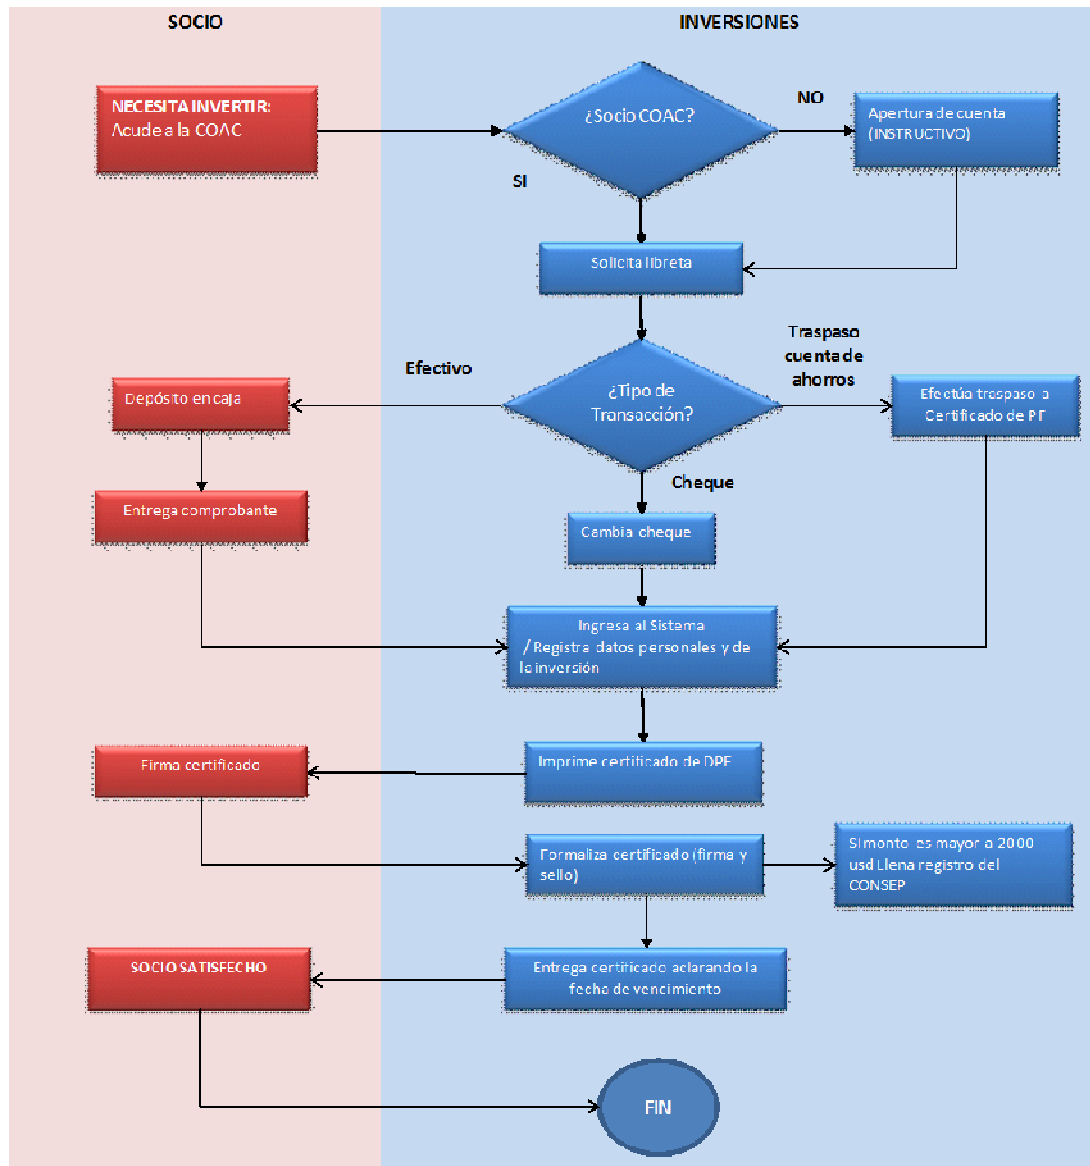 SOCIO
INVERSIONES
NECESITA INVERTIR:
Acude a la COAC
¿Socio COAC?
NO
Apertura de cuenta
(INSTRUCTIVO)
SI
Solicita libreta
Efectivo
Traspaso
cuenta de
ahorros
Depósito en caja
¿Tipo de
Transacción?
Efectúa traspaso a
Certificado de PF
Cheque
Entrega comprobante
Cambia cheque
Ingresa al Sistema
/ Registra datos personales y de
la inversión
Firma certificado
Imprime certificado de DPF
Formaliza certificado (firma y
sello)
Si monto es mayor a 2000
usd Llena registro del
CONSEP
SOCIO SATISFECHO
Entrega certificado aclarando la
fecha de vencimiento
FIN